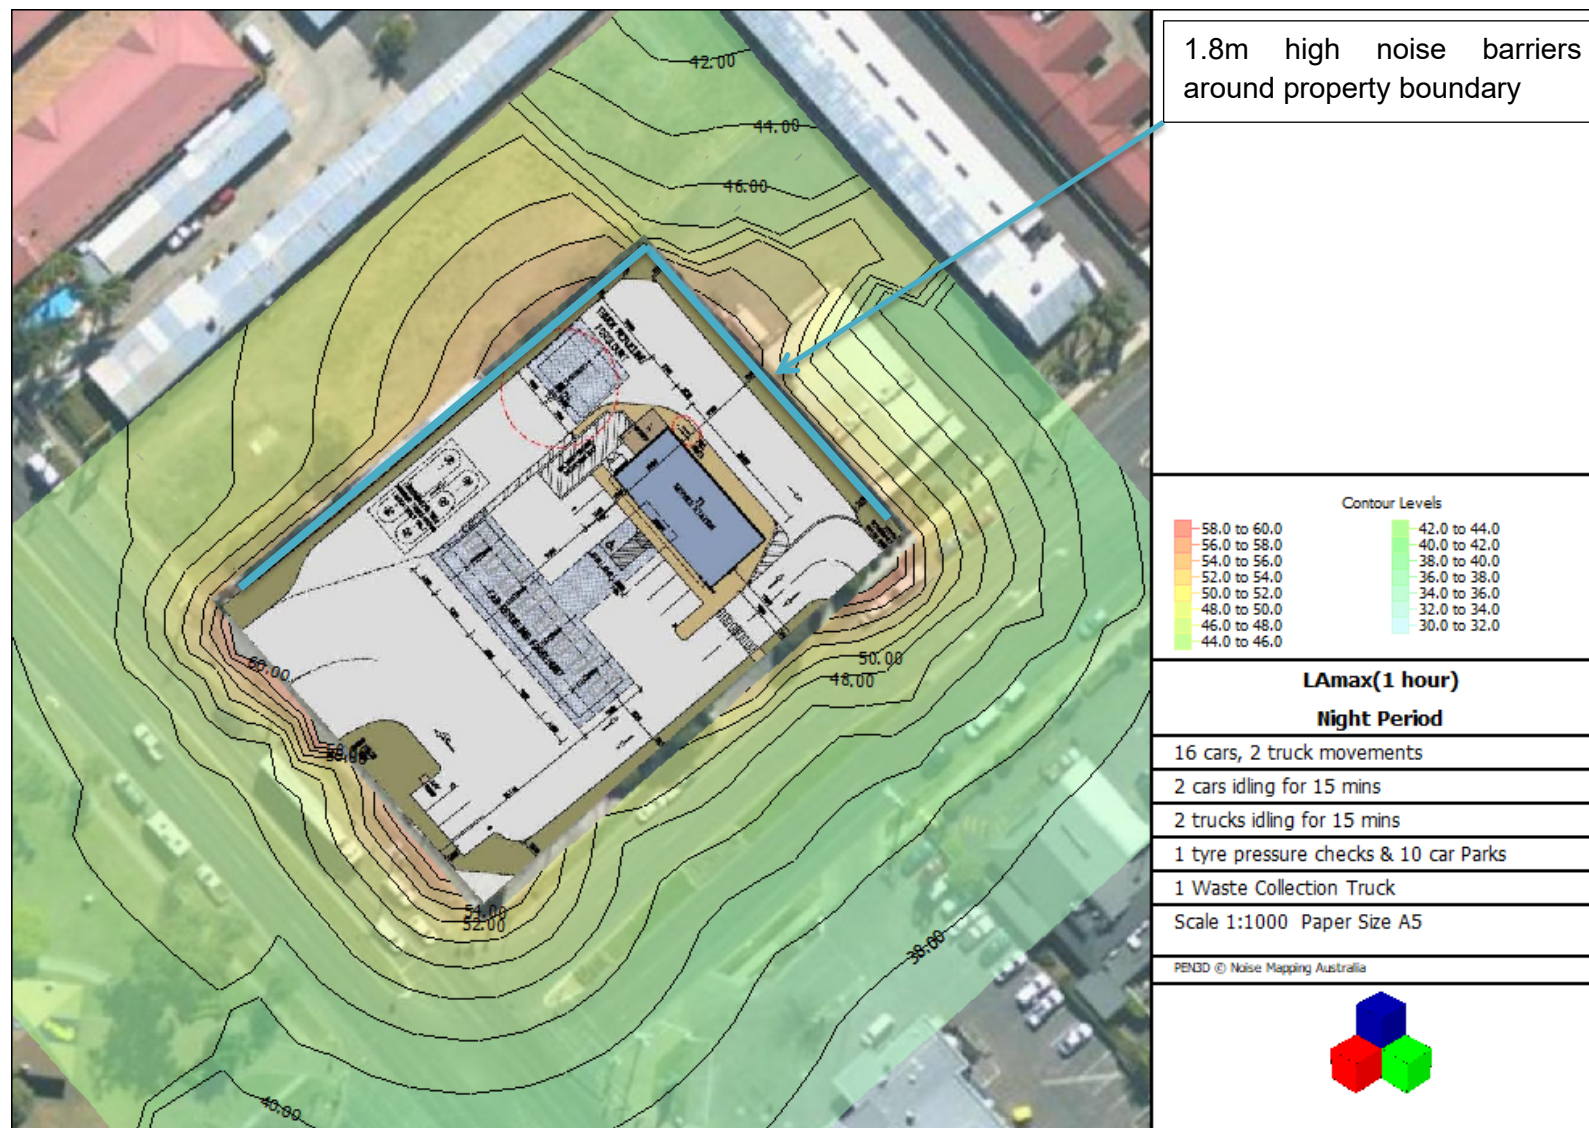 1.8m high noise barriers
around property boundary
42.00
44.00
46.00
TRUCK REFUELING
FORECOURT
CAR REFUELING FORECOURT
60.00
50.00
48.00
54.00
52.00
38.00
40.00
Contour Levels
58.0 to 60.0
56.0 to 58.0
54.0 to 56.0
52.0 to 54.0
50.0 to 52.0
48.0 to 50.0
46.0 to 48.0
44.0 to 46.0
42.0 to 44.0
40.0 to 42.0
38.0 to 40.0
36.0 to 38.0
34.0 to 36.0
32.0 to 34.0
30.0 to 32.0
LAmax(1 hour)
Night Period
16 cars, 2 truck movements
2 cars idling for 15 mins
2 trucks idling for 15 mins
1 tyre pressure checks & 10 car Parks
1 Waste Collection Truck
Scale 1:1000 Paper Size A5
PEN3D © Noise Mapping Australia